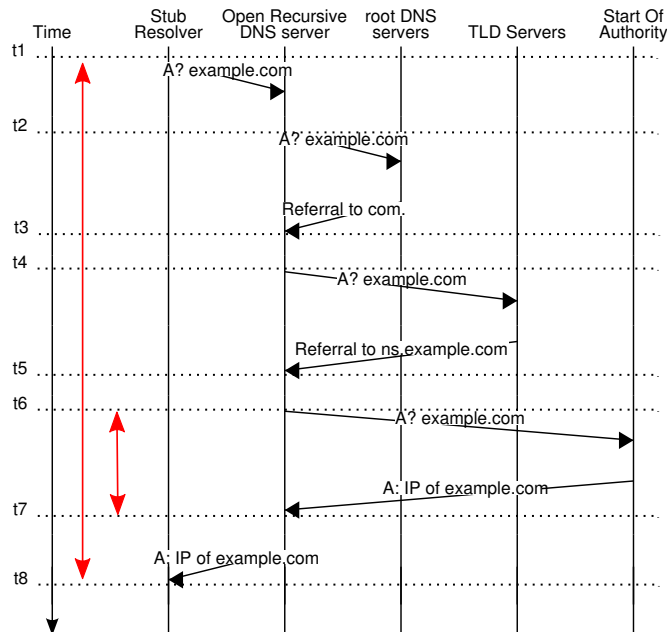 Time
Stub
Resolver
Open Recursive
DNS server
root DNS
servers
TLD Servers
Start Of
Authority
t1
A? example.com
t2
A? example.com
Referral to com.
t3
t4
A? example.com
Referral to ns.example.com
t5
t6
A? example.com
A: IP of example.com
t7
A: IP of example.com
t8